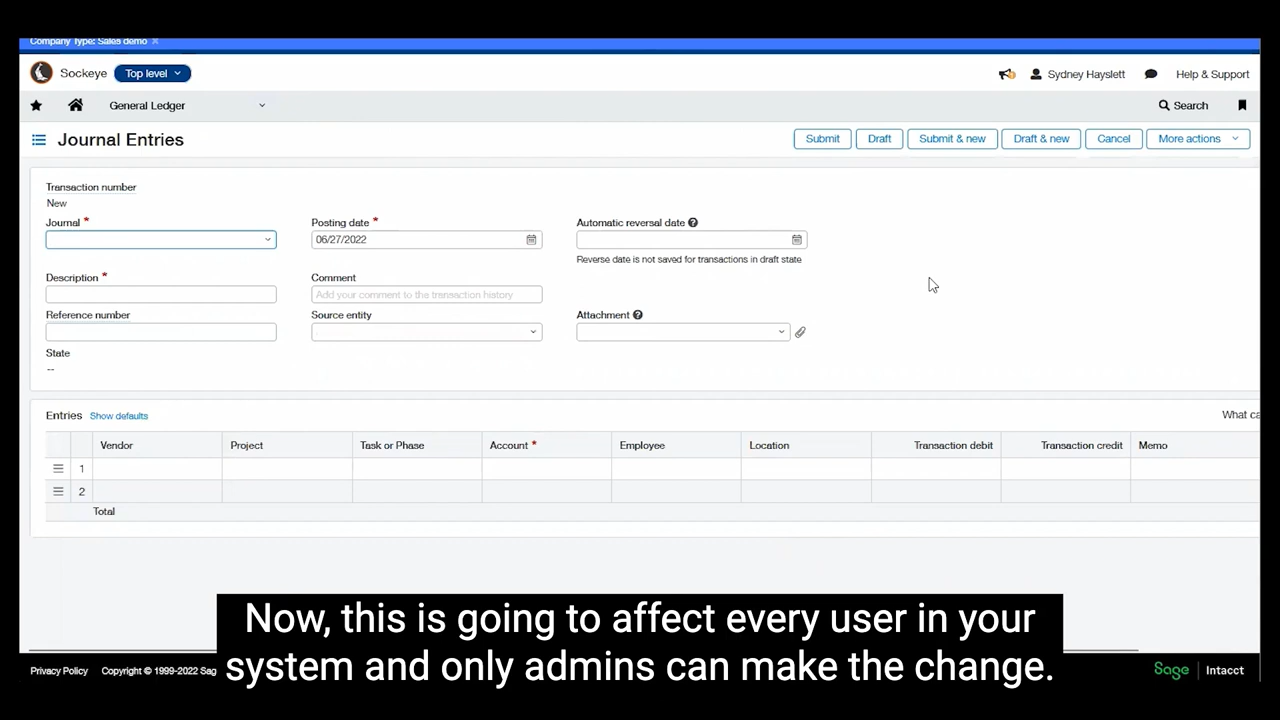 Company Type: Sales demo ×
Sockeye Top level Sydney Hayslett Help & Support
General Ledger Search
Journal Entries Submit Draft Submit & new Draft & new Cancel More actions
Transaction number
New
Journal * Posting date * Automatic reversal date
06/27/2022
Reverse date is not saved for transactions in draft state
Description * Comment
Add your comment to the transaction history
Reference number Source entity Attachment
State
--
Entries Show defaults What ca
Vendor Project Task or Phase Account * Employee Location Transaction debit Transaction credit Memo
1
2
Total
Now, this is going to affect every user in your
system and only admins can make the change.
Privacy Policy Copyright © 1999-2022 Sag Sage Intacct